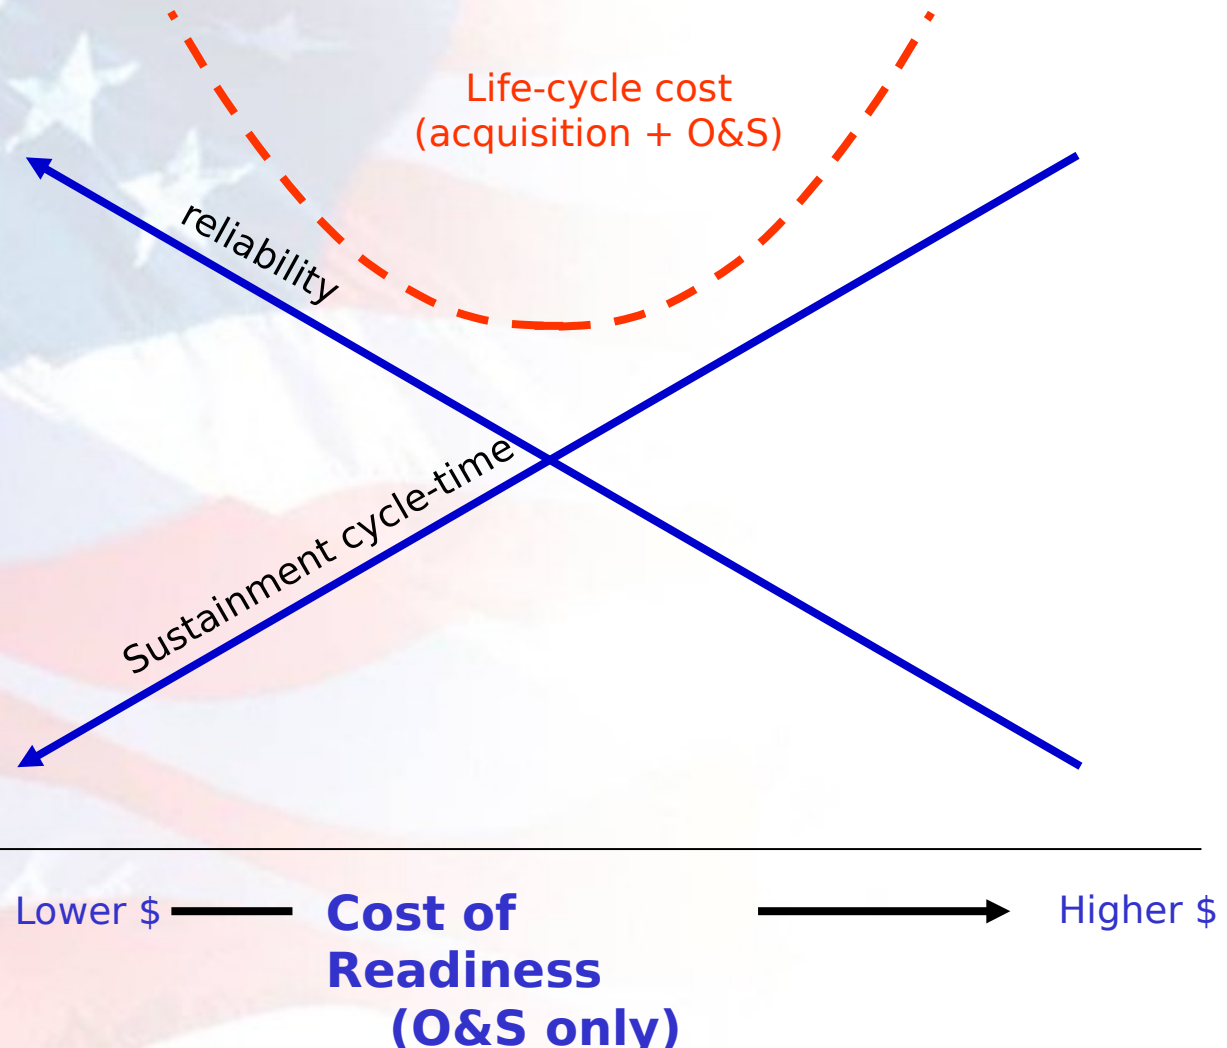 Life-cycle cost
(acquisition + O&S)
reliability
Sustainment cycle-time
Lower $
Cost of
Readiness
(O&S only)
Higher $